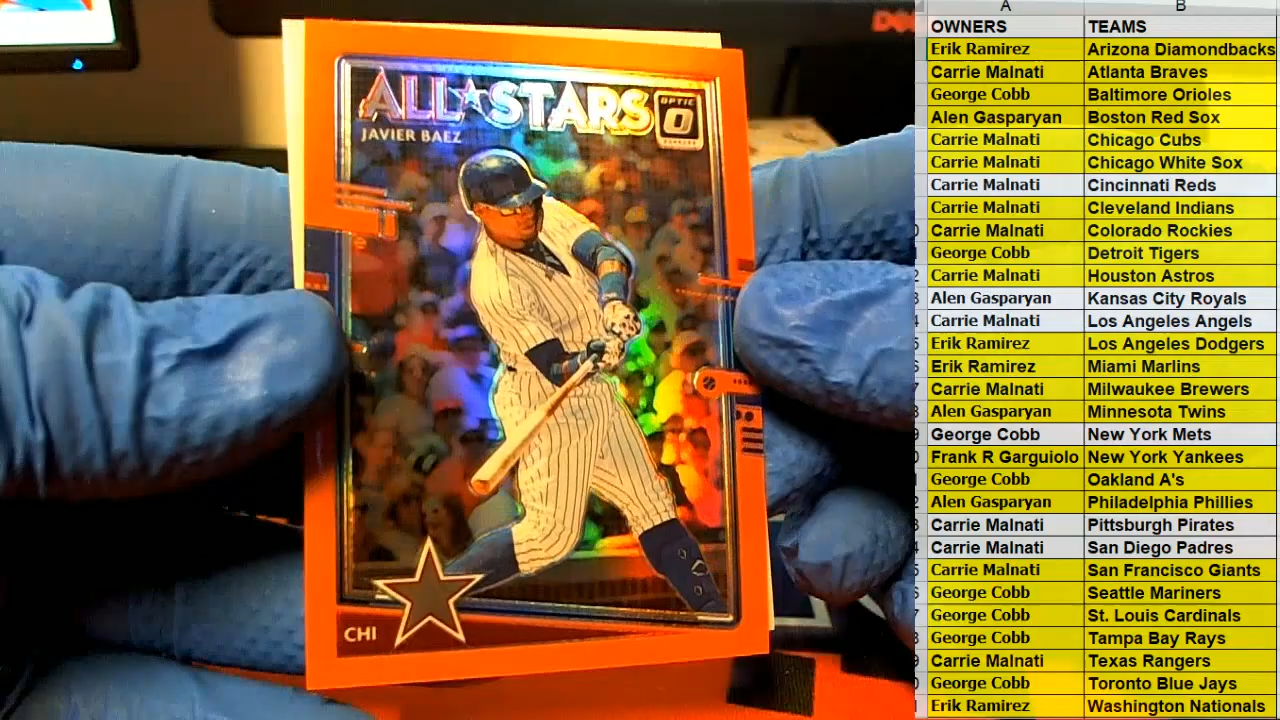 ALL★STARS
JAVIER BAEZ
OPTIC
CHI
A B
OWNERS TEAMS
Erik Ramirez Arizona Diamondbacks
Carrie Malnati Atlanta Braves
George Cobb Baltimore Orioles
Alen Gasparyan Boston Red Sox
Carrie Malnati Chicago Cubs
Carrie Malnati Chicago White Sox
Carrie Malnati Cincinnati Reds
Carrie Malnati Cleveland Indians
Carrie Malnati Colorado Rockies
George Cobb Detroit Tigers
Carrie Malnati Houston Astros
Alen Gasparyan Kansas City Royals
Carrie Malnati Los Angeles Angels
Erik Ramirez Los Angeles Dodgers
Erik Ramirez Miami Marlins
Carrie Malnati Milwaukee Brewers
Alen Gasparyan Minnesota Twins
George Cobb New York Mets
Frank R Garguiolo New York Yankees
George Cobb Oakland A's
Alen Gasparyan Philadelphia Phillies
Carrie Malnati Pittsburgh Pirates
Carrie Malnati San Diego Padres
Carrie Malnati San Francisco Giants
George Cobb Seattle Mariners
George Cobb St. Louis Cardinals
George Cobb Tampa Bay Rays
Carrie Malnati Texas Rangers
George Cobb Toronto Blue Jays
Erik Ramirez Washington Nationals